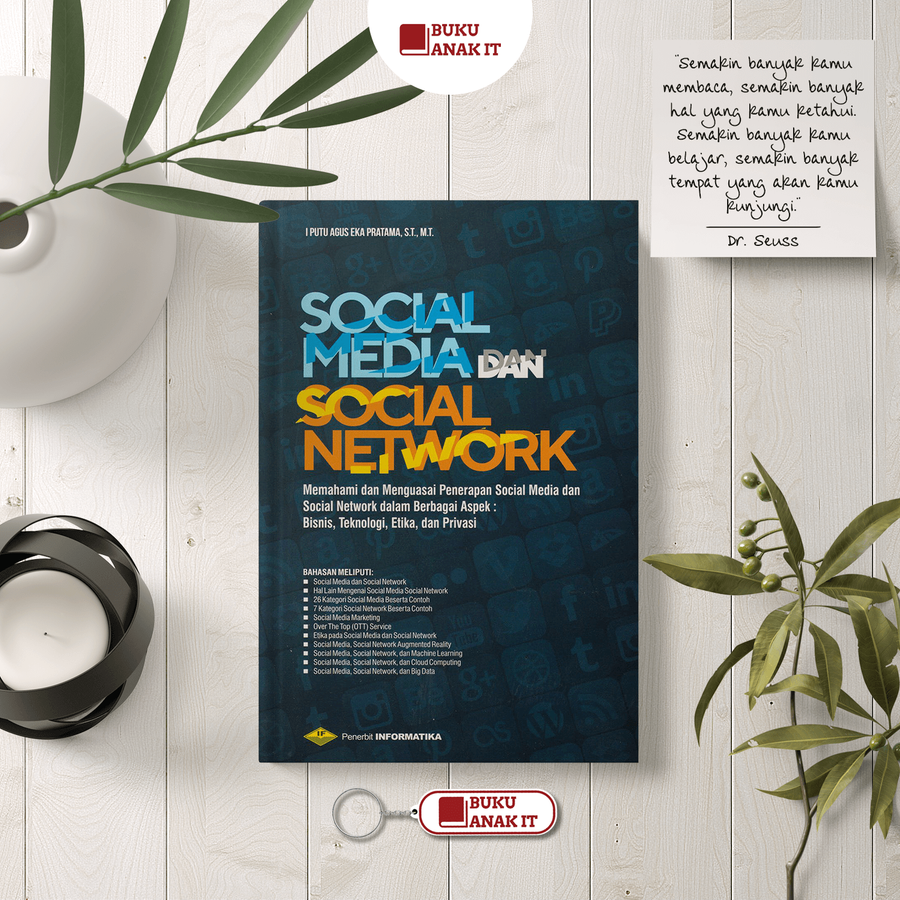 BUKU
ANAK IT
"Semakin banyak kamu
membaca, semakin banyak
hal yang kamu ketahui.
Semakin banyak kamu
belajar, semakin banyak
tempat yang akan kamu
kunjungi."
Dr. Seuss
I PUTU AGUS EKA PRATAMA, S.T., M.T.
SOCIAL
MEDIA DAN
SOCIAL
NETWORK
Memahami dan Menguasai Penerapan Social Media dan
Social Network dalam Berbagai Aspek :
Bisnis, Teknologi, Etika, dan Privasi
BAHASAN MELIPUTI:
■ Social Media dan Social Network
■ Hal Lain Mengenai Social Media Social Network
■ 26 Kategori Social Media Beserta Contoh
■ 7 Kategori Social Network Beserta Contoh
■ Social Media Marketing
■ Over The Top (OTT) Service
■ Etika pada Social Media dan Social Network
■ Social Media, Social Network Augmented Reality
■ Social Media, Social Network, dan Machine Learning
■ Social Media, Social Network, dan Cloud Computing
■ Social Media, Social Network, dan Big Data
IF Penerbit INFORMATIKA
BUKU
ANAK IT